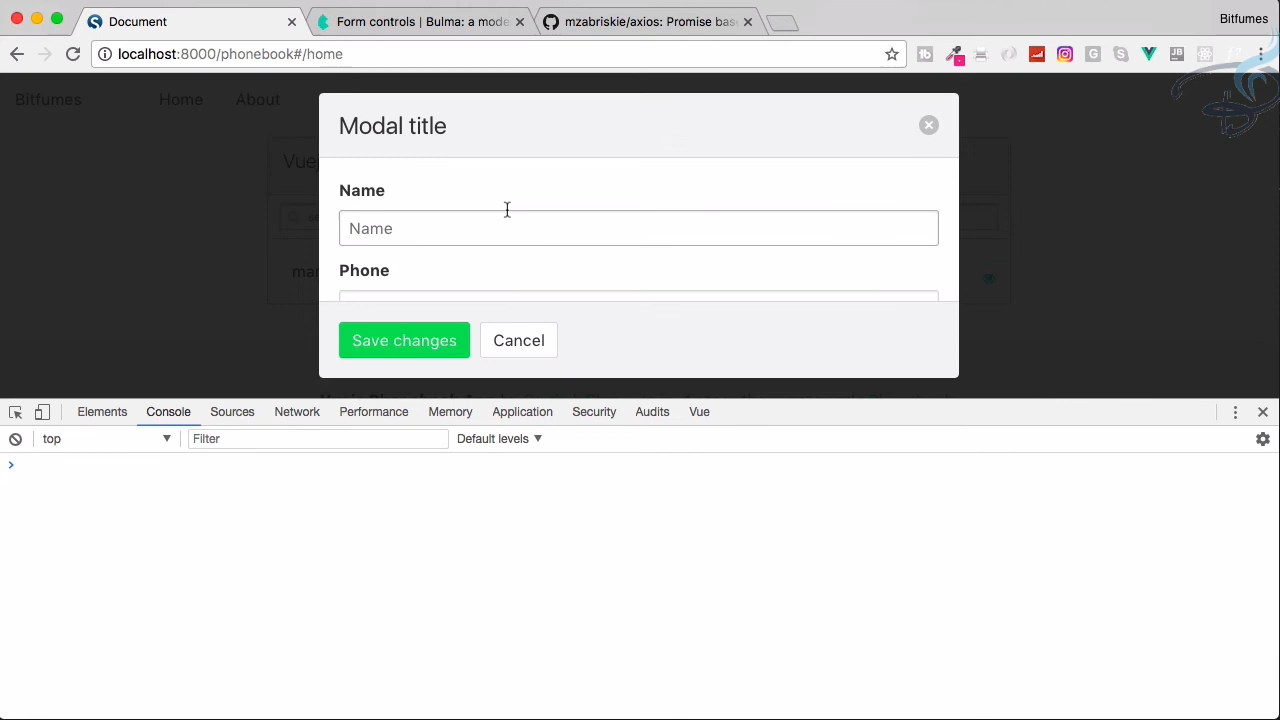 Document
Form controls | Bulma: a mode
mzabriskie/axios: Promise bas
Bitfumes
localhost:8000/phonebook#/home
Bitfumes Home About
Modal title
Name
Name
Phone
Save changes Cancel
Elements Console Sources Network Performance Memory Application Security Audits Vue
top Filter Default levels